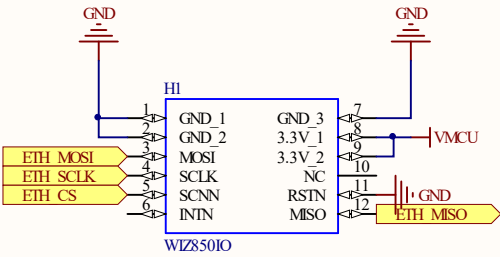 GND GND
H1
1 GND_1 GND_3 7
2 GND_2 3.3V_1 8 VMCU
ETH_MOSI 3 MOSI 3.3V_2 9
ETH_SCLK 4 SCLK NC 10
ETH_CS 5 SCNN RSTN 11 GND
6 INTN MISO 12 ETH_MISO
WIZ850IO